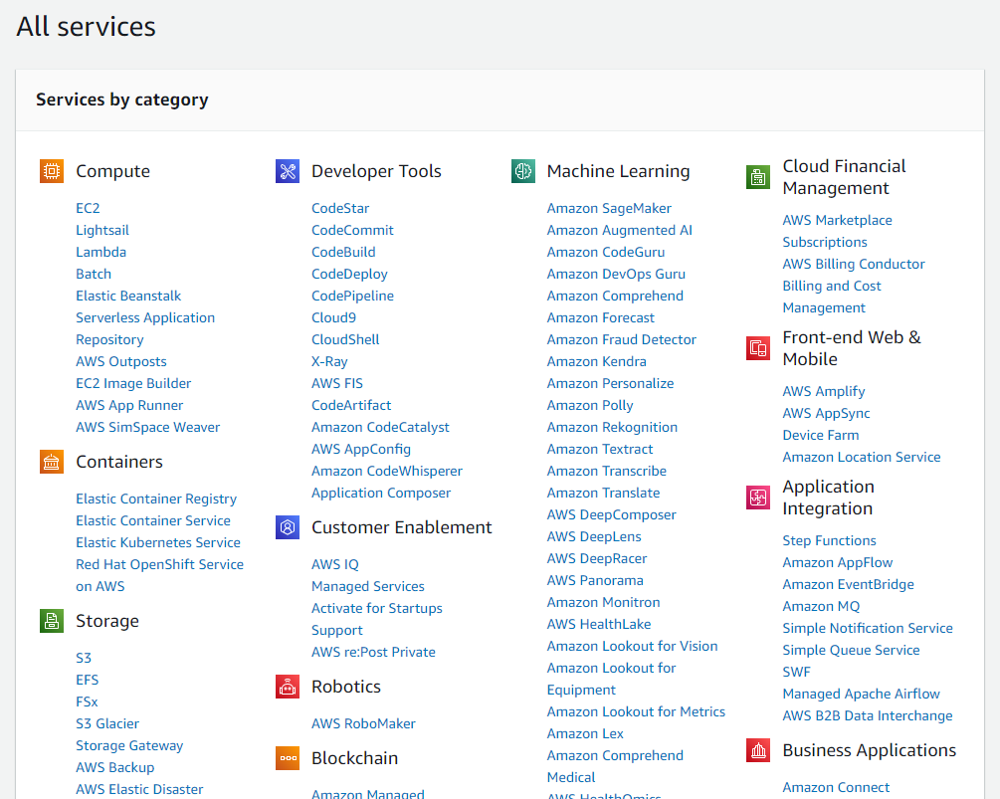 All services
Services by category
Compute
EC2
Lightsail
Lambda
Batch
Elastic Beanstalk
Serverless Application
Repository
AWS Outposts
EC2 Image Builder
AWS App Runner
AWS SimSpace Weaver
Containers
Elastic Container Registry
Elastic Container Service
Elastic Kubernetes Service
Red Hat OpenShift Service
on AWS
Storage
S3
EFS
FSx
S3 Glacier
Storage Gateway
AWS Backup
AWS Elastic Disaster
Developer Tools
CodeStar
CodeCommit
CodeBuild
CodeDeploy
CodePipeline
Cloud9
CloudShell
X-Ray
AWS FIS
CodeArtifact
Amazon CodeCatalyst
AWS AppConfig
Amazon CodeWhisperer
Application Composer
Customer Enablement
AWS IQ
Managed Services
Activate for Startups
Support
AWS re:Post Private
Robotics
AWS RoboMaker
Blockchain
Amazon Managed
Machine Learning
Amazon SageMaker
Amazon Augmented AI
Amazon CodeGuru
Amazon DevOps Guru
Amazon Comprehend
Amazon Forecast
Amazon Fraud Detector
Amazon Kendra
Amazon Personalize
Amazon Polly
Amazon Rekognition
Amazon Textract
Amazon Transcribe
Amazon Translate
AWS DeepComposer
AWS DeepLens
AWS DeepRacer
AWS Panorama
Amazon Monitron
AWS HealthLake
Amazon Lookout for Vision
Amazon Lookout for
Equipment
Amazon Lookout for Metrics
Amazon Lex
Amazon Comprehend
Medical
AWS HealthOmics
Cloud Financial
Management
AWS Marketplace
Subscriptions
AWS Billing Conductor
Billing and Cost
Management
Front-end Web &
Mobile
AWS Amplify
AWS AppSync
Device Farm
Amazon Location Service
Application
Integration
Step Functions
Amazon AppFlow
Amazon EventBridge
Amazon MQ
Simple Notification Service
Simple Queue Service
SWF
Managed Apache Airflow
AWS B2B Data Interchange
Business Applications
Amazon Connect